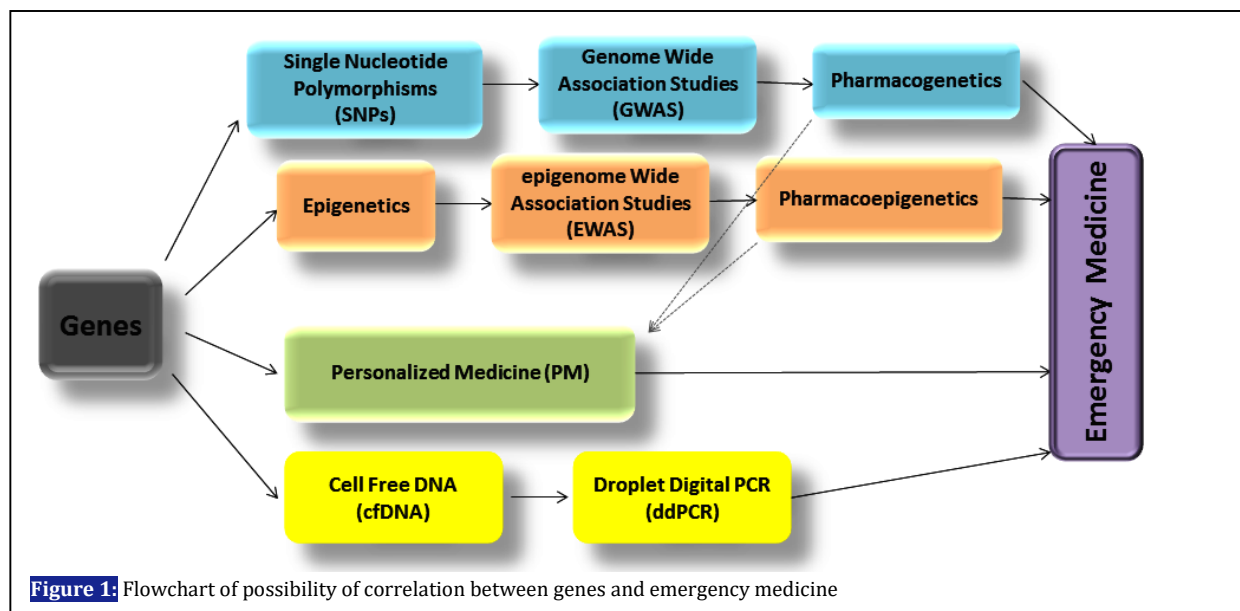 Single Nucleotide
Polymorphisms
(SNPs)
Genome Wide
Association Studies
(GWAS)
Pharmacogenetics
Epigenetics
epigenome Wide
Association Studies
(EWAS)
Pharmacoepigenetics
Genes
Personalized Medicine (PM)
Cell Free DNA
(cfDNA)
Droplet Digital PCR
(ddPCR)
Emergency Medicine
Figure 1: Flowchart of possibility of correlation between genes and emergency medicine